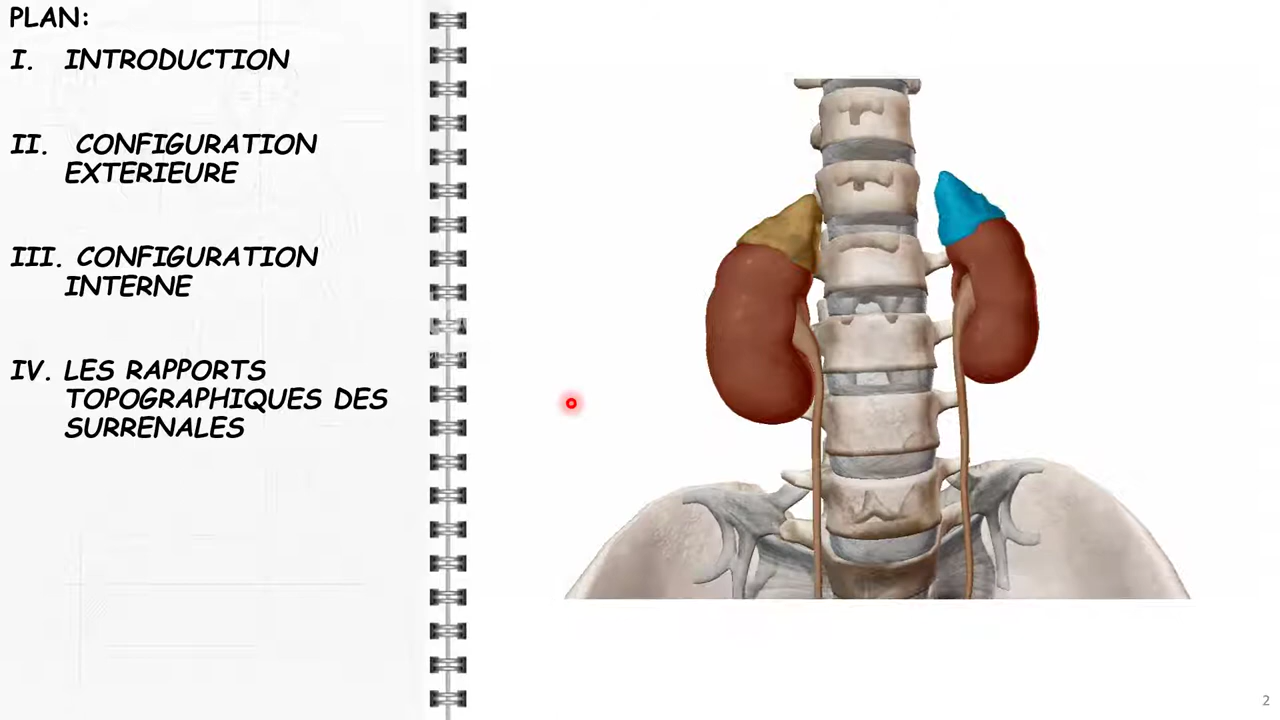 PLAN:
I. INTRODUCTION
II. CONFIGURATION
EXTERIEURE
III. CONFIGURATION
INTERNE
IV. LES RAPPORTS
TOPOGRAPHIQUES DES
SURRENALES
2